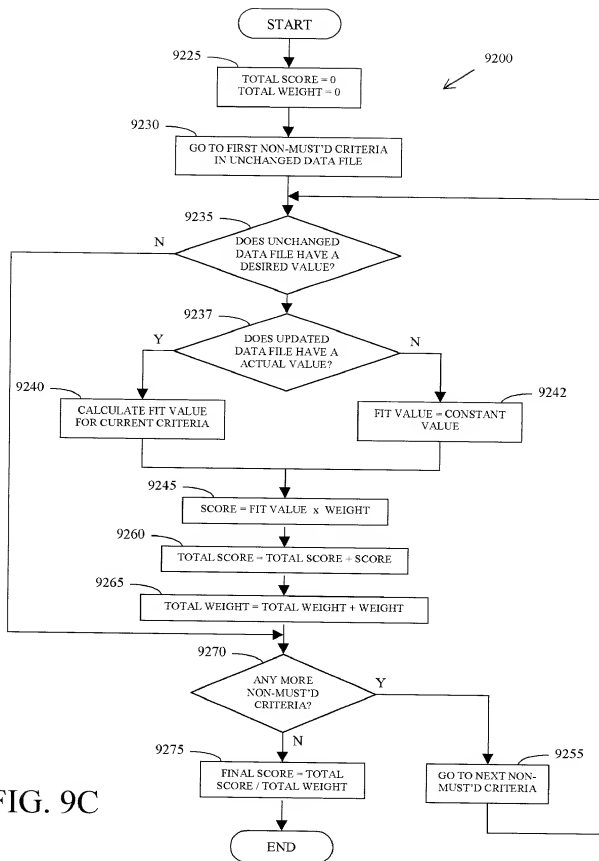 START
9225
9200
TOTAL SCORE = 0
TOTAL WEIGHT = 0
9230
GO TO FIRST NON-MUST'D CRITERIA
IN UNCHANGED DATA FILE
9235
N
DOES UNCHANGED
DATA FILE HAVE A
DESIRED VALUE?
9237
Y
DOES UPDATED
DATA FILE HAVE A
ACTUAL VALUE?
N
9240
CALCULATE FIT VALUE
FOR CURRENT CRITERIA
9242
FIT VALUE = CONSTANT
VALUE
9245
SCORE = FIT VALUE x WEIGHT
9260
TOTAL SCORE = TOTAL SCORE + SCORE
9265
TOTAL WEIGHT = TOTAL WEIGHT + WEIGHT
9270
ANY MORE
NON-MUST'D
CRITERIA?
Y
N
9275
FINAL SCORE = TOTAL
SCORE / TOTAL WEIGHT
9255
GO TO NEXT NON-
MUST'D CRITERIA
FIG. 9C
END